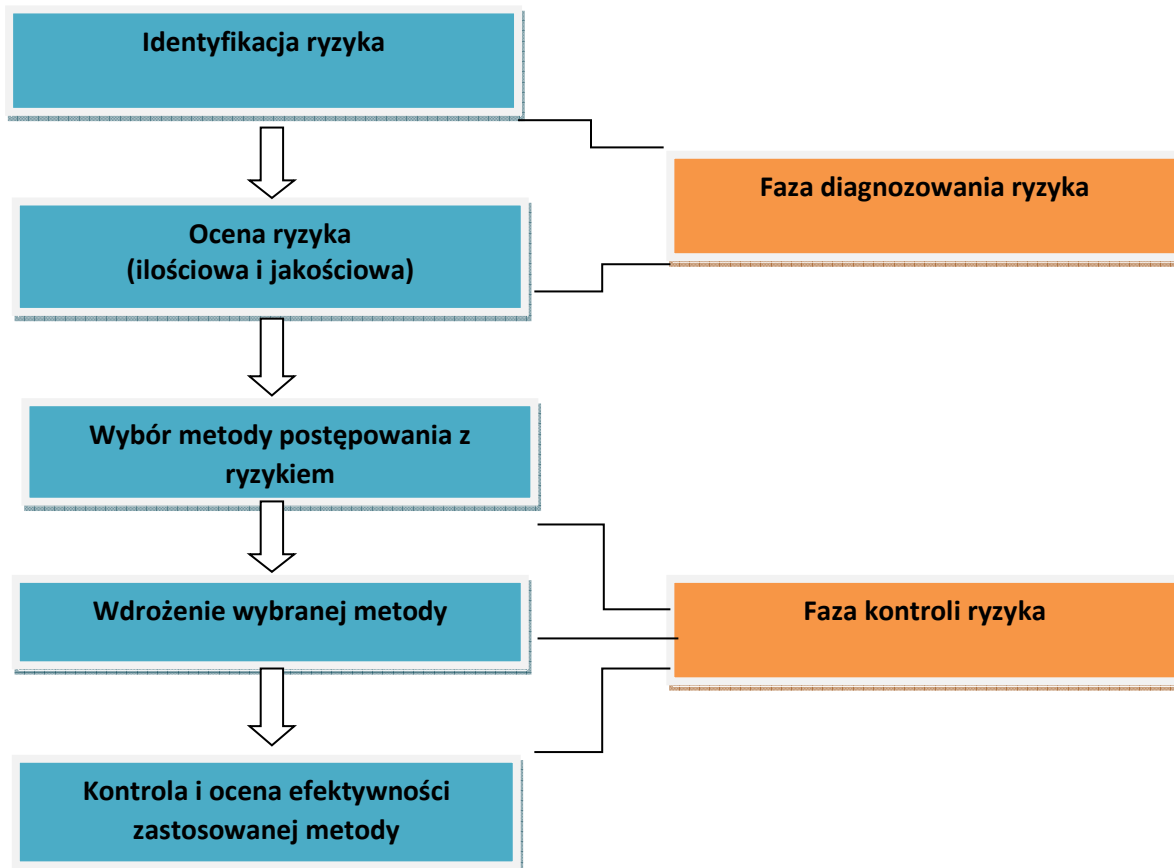 Identyfikacja ryzyka
Faza diagnozowania ryzyka
Ocena ryzyka
(ilościowa i jakościowa)
Wybór metody postępowania z
ryzykiem
Wdrożenie wybranej metody
Faza kontroli ryzyka
Kontrola i ocena efektywności
zastosowanej metody